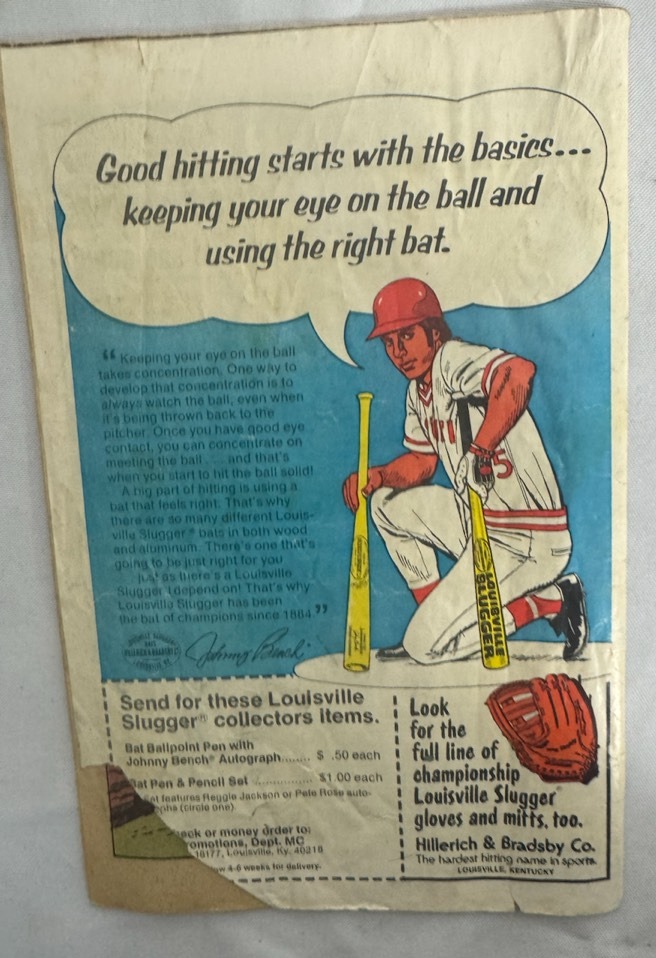 Good hitting starts with the basics...
keeping your eye on the ball and
using the right bat.
“Keeping your eye on the ball
takes concentration. One way to
develop that concentration is to
always watch the ball, even when
it's being thrown back to the
pitcher. Once you have good eye
contact, you can concentrate on
meeting the ball . . . . and that's
when you start to hit the ball solid!
A big part of hitting is using a
bat that feels right. That's why
there are so many different Louis-
ville Slugger® bats in both wood
and aluminum. There's one that's
going to be just right for you
just as there's a Louisville
Slugger I depend on! That's why
Louisville Slugger has been
the bat of champions since 1884.”
Johnny Bench
5
LOUISVILLE
SLUGGER
Send for these Louisville
Slugger® collectors items.
Bat Ballpoint Pen with
Johnny Bench® Autograph........ $ .50 each
Bat Pen & Pencil Set ................ $1.00 each
Set features Reggie Jackson or Pete Rose auto-
(circle one)
or money order to:
Dept. MC
Louisville, Ky. 40218
4-6 weeks for delivery.
Look
for the
full line of
championship
Louisville Slugger
gloves and mitts, too.
Hillerich & Bradsby Co.
The hardest hitting name in sports.
LOUISVILLE, KENTUCKY